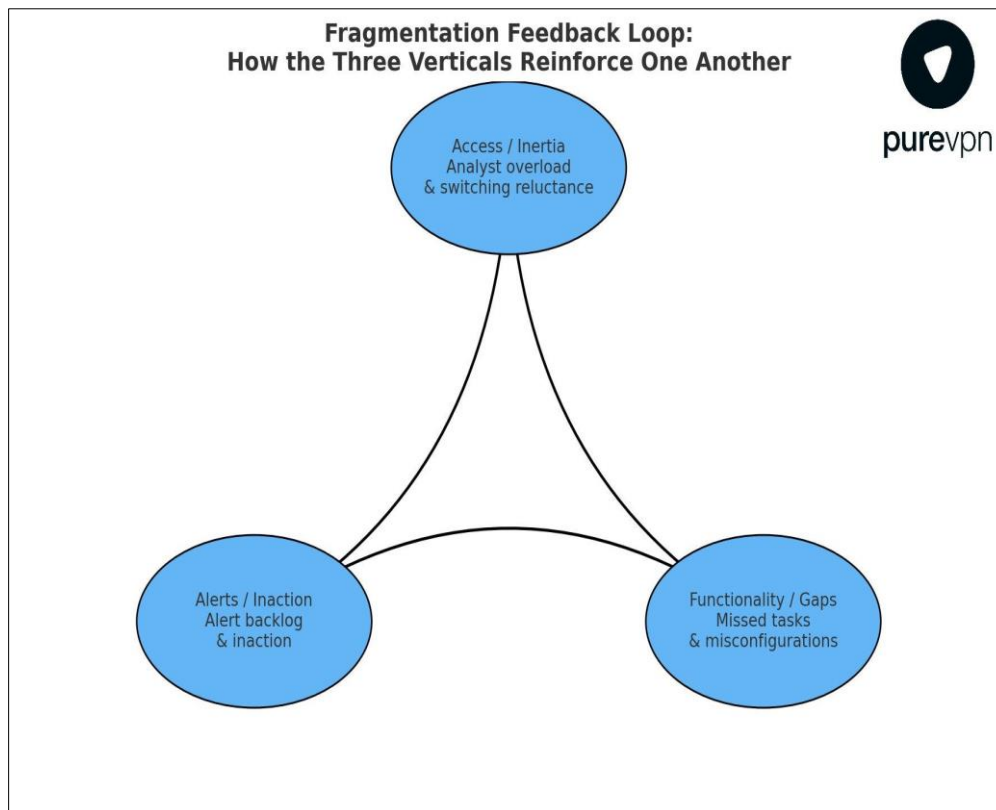 Fragmentation Feedback Loop:
How the Three Verticals Reinforce One Another
purevpn
Access / Inertia
Analyst overload
& switching reluctance
Alerts / Inaction
Alert backlog
& inaction
Functionality / Gaps
Missed tasks
& misconfigurations